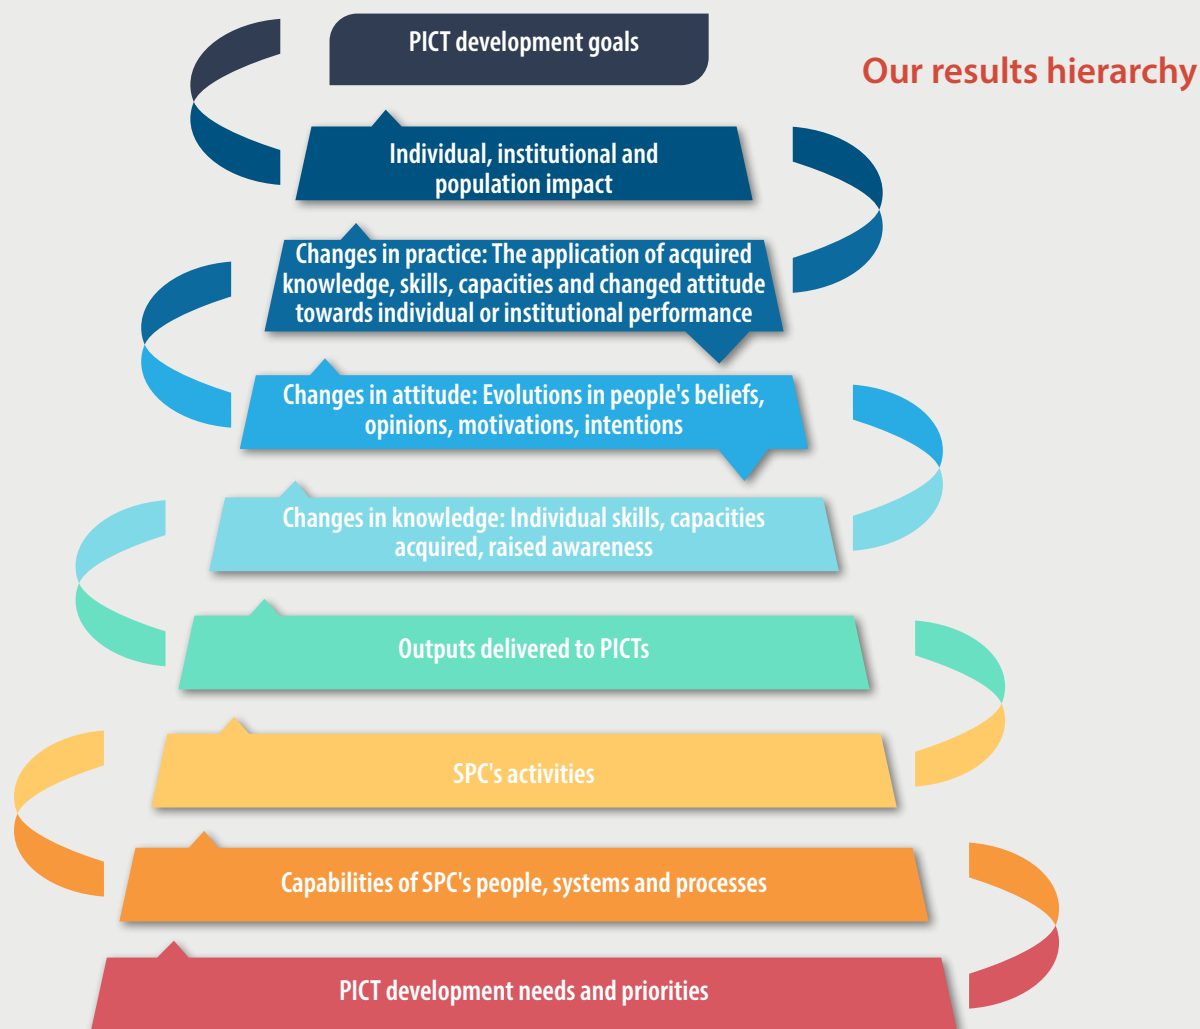 PICT development goals
Our results hierarchy
Individual, institutional and
population impact
Changes in practice: The application of acquired
knowledge, skills, capacities and changed attitude
towards individual or institutional performance
Changes in attitude: Evolutions in people's beliefs,
opinions, motivations, intentions
Changes in knowledge: Individual skills, capacities
acquired, raised awareness
Outputs delivered to PICTs
SPC's activities
Capabilities of SPC's people, systems and processes
PICT development needs and priorities